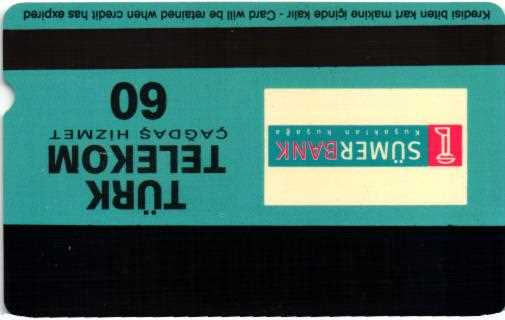 SÜMERBANK
Kuşaktan kuşağa
TÜRK
TELEKOM
ÇAĞDAŞ HİZMET
60
Kredisi biten kart makine içinde kalır - Card will be retained when credit has expired